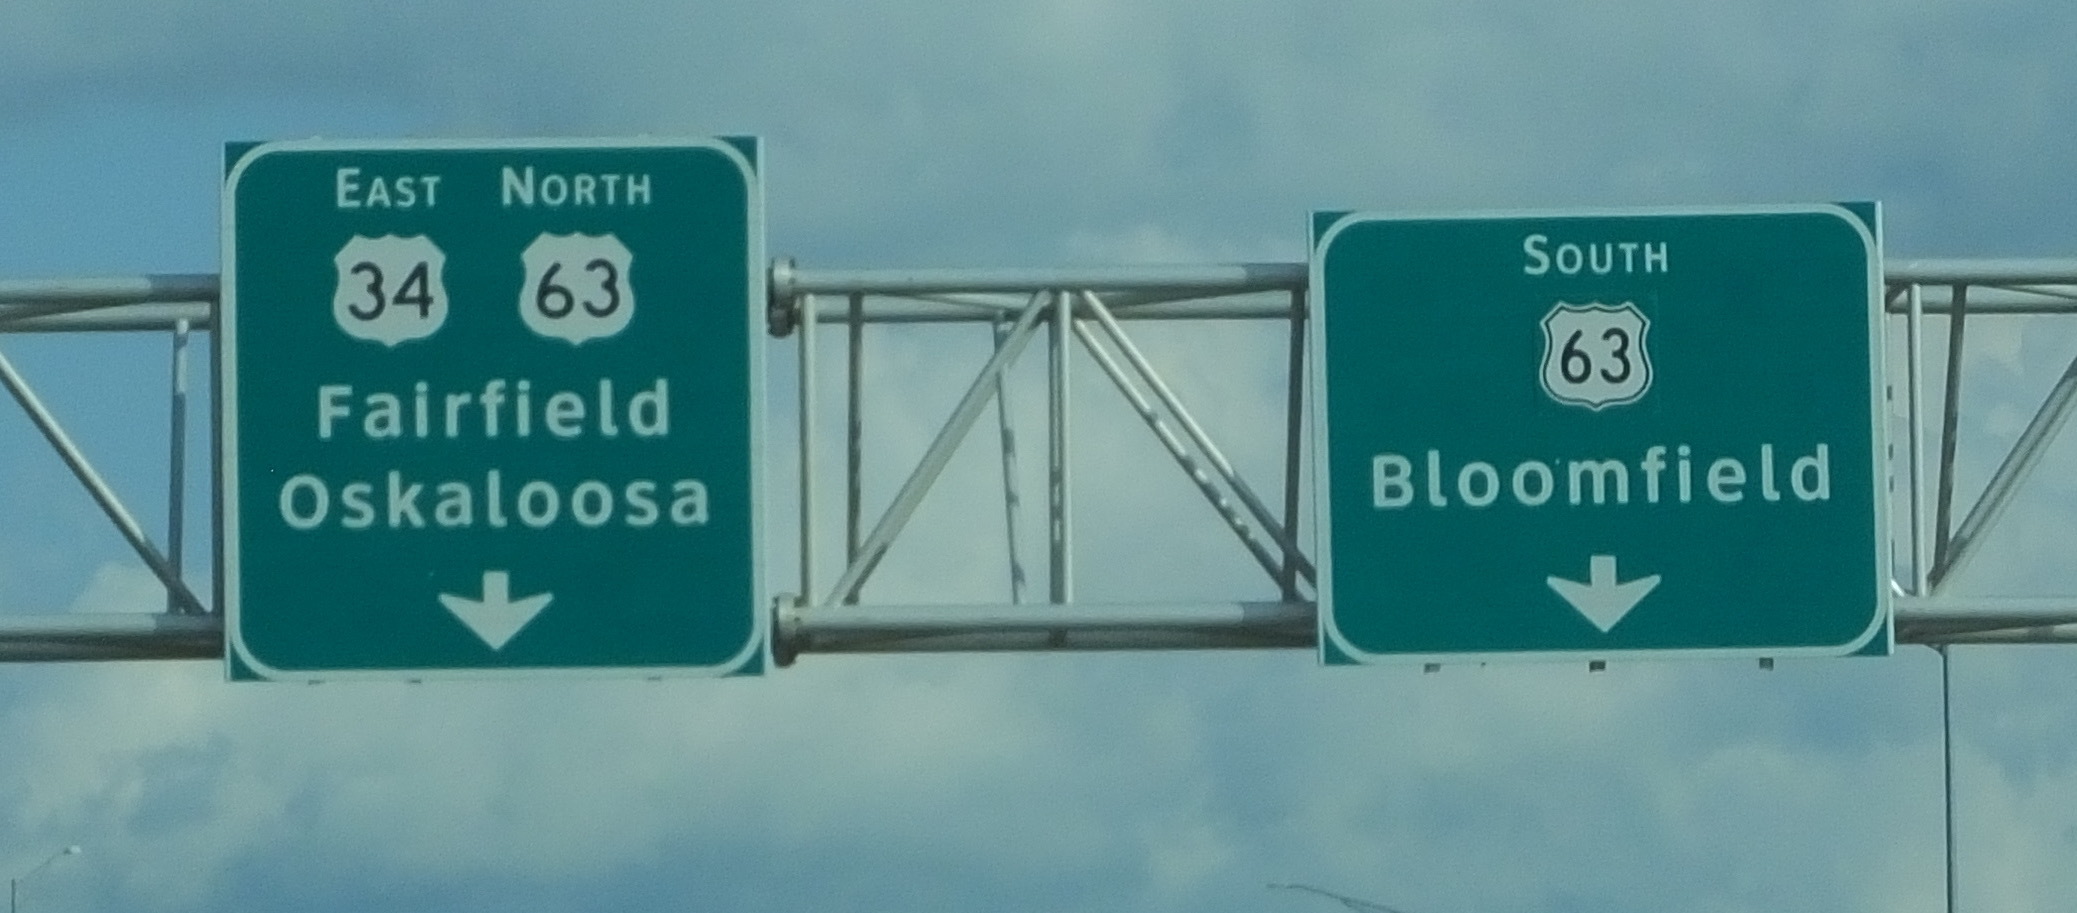 EAST NORTH
34 63
Fairfield
Oskaloosa
SOUTH
63
Bloomfield